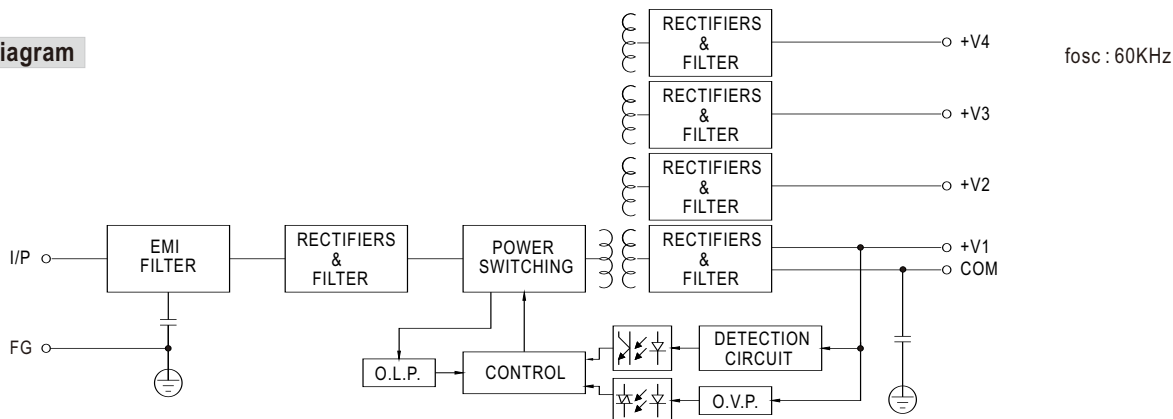 RECTIFIERS
&
FILTER
+V4
iagram
fosc : 60KHz
RECTIFIERS
&
FILTER
+V3
RECTIFIERS
&
FILTER
+V2
I/P
EMI
FILTER
RECTIFIERS
&
FILTER
POWER
SWITCHING
RECTIFIERS
&
FILTER
+V1
COM
FG
O.L.P.
CONTROL
DETECTION
CIRCUIT
O.V.P.